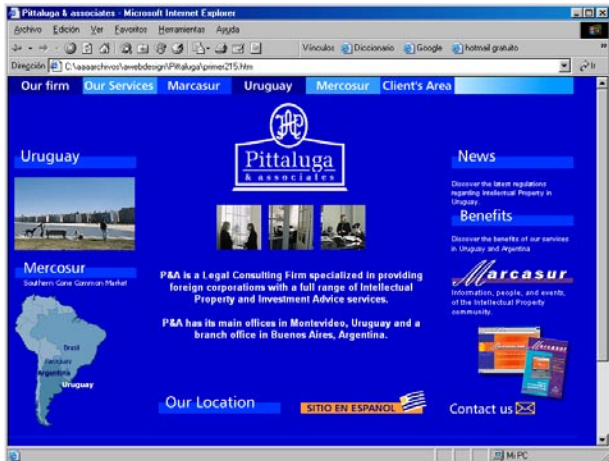 Pittaluga & associates - Microsoft Internet Explorer
Archivo Edición Ver Favoritos Herramientas Ayuda
Vínculos Diccionario Google hotmail gratuito
Dirección C:\aaaarchivos\awebdesign\Pittaluga\primer215.htm Ir
Our firm Our Services Marcasur Uruguay Mercosur Client's Area
Pittaluga
& associates
Uruguay
Mercosur
Southern Cone Common Market
Brasil
Paraguay
Argentina
Uruguay
P&A is a Legal Consulting Firm specialized in providing
foreign corporations with a full range of Intellectual
Property and Investment Advice services.
P&A has its main offices in Montevideo, Uruguay and a
branch office in Buenos Aires, Argentina.
Our Location
SITIO EN ESPAÑOL
News
Discover the latest regulations
regarding Intelectual Property in
Uruguay.
Benefits
Discover the benefits of our services
in Uruguay and Argentina
Marcasur
Information, people, and events,
of the Intellectual Property
community.
Marcasur
Contact us
Mi PC